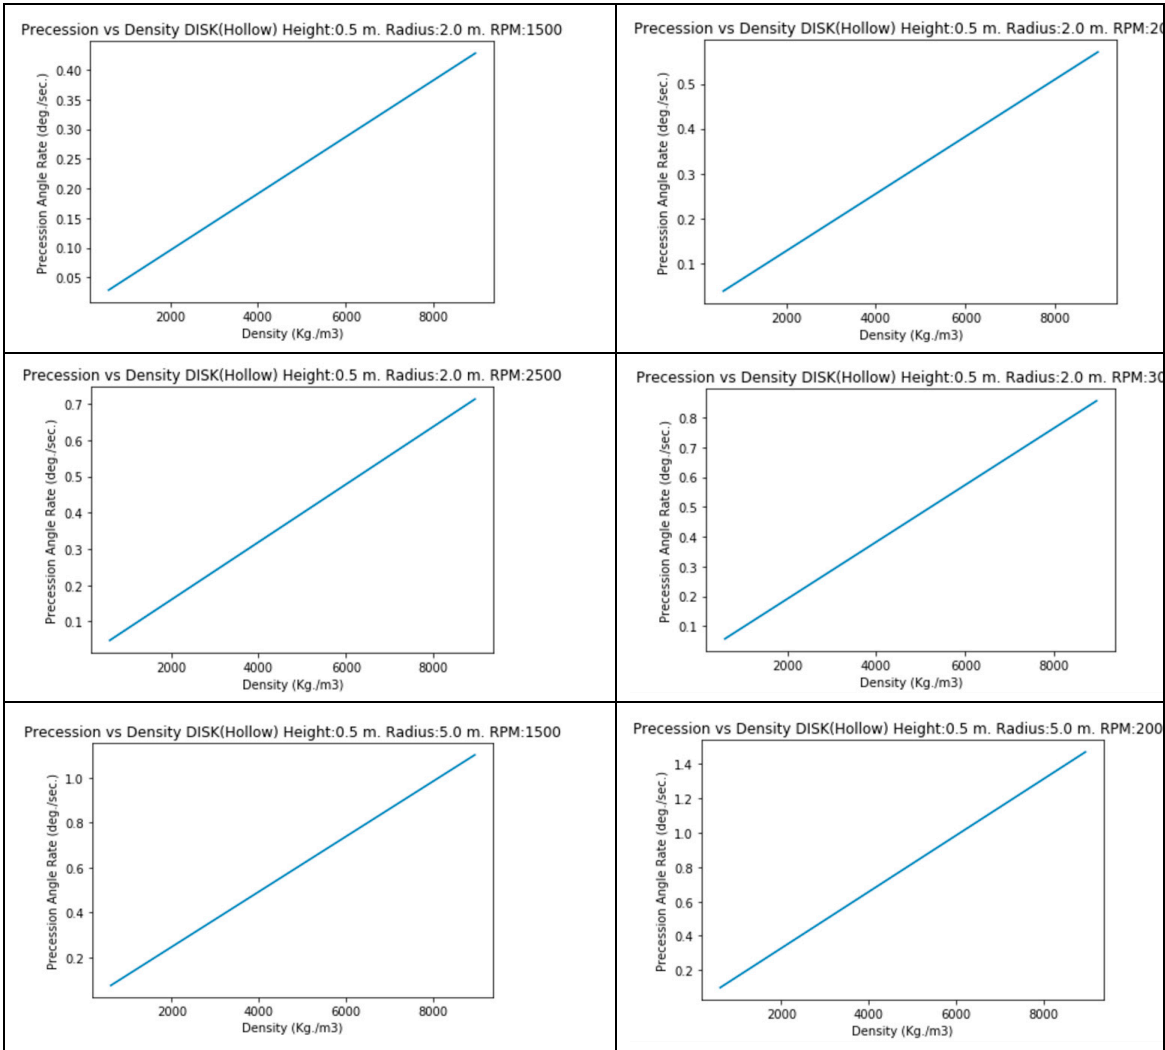 Precession vs Density DISK(Hollow) Height:0.5 m. Radius:2.0 m. RPM:1500
Precession Angle Rate (deg./sec.)
0.40
0.35
0.30
0.25
0.20
0.15
0.10
0.05
2000 4000 6000 8000
Density (Kg./m3)
Precession vs Density DISK(Hollow) Height:0.5 m. Radius:2.0 m. RPM:20
Precession Angle Rate (deg./sec.)
0.5
0.4
0.3
0.2
0.1
2000 4000 6000 8000
Density (Kg./m3)
Precession vs Density DISK(Hollow) Height:0.5 m. Radius:2.0 m. RPM:2500
Precession Angle Rate (deg./sec.)
0.7
0.6
0.5
0.4
0.3
0.2
0.1
2000 4000 6000 8000
Density (Kg./m3)
Precession vs Density DISK(Hollow) Height:0.5 m. Radius:2.0 m. RPM:30
Precession Angle Rate (deg./sec.)
0.8
0.7
0.6
0.5
0.4
0.3
0.2
0.1
2000 4000 6000 8000
Density (Kg./m3)
Precession vs Density DISK(Hollow) Height:0.5 m. Radius:5.0 m. RPM:1500
Precession Angle Rate (deg./sec.)
1.0
0.8
0.6
0.4
0.2
2000 4000 6000 8000
Density (Kg./m3)
Precession vs Density DISK(Hollow) Height:0.5 m. Radius:5.0 m. RPM:200
Precession Angle Rate (deg./sec.)
1.4
1.2
1.0
0.8
0.6
0.4
0.2
2000 4000 6000 8000
Density (Kg./m3)